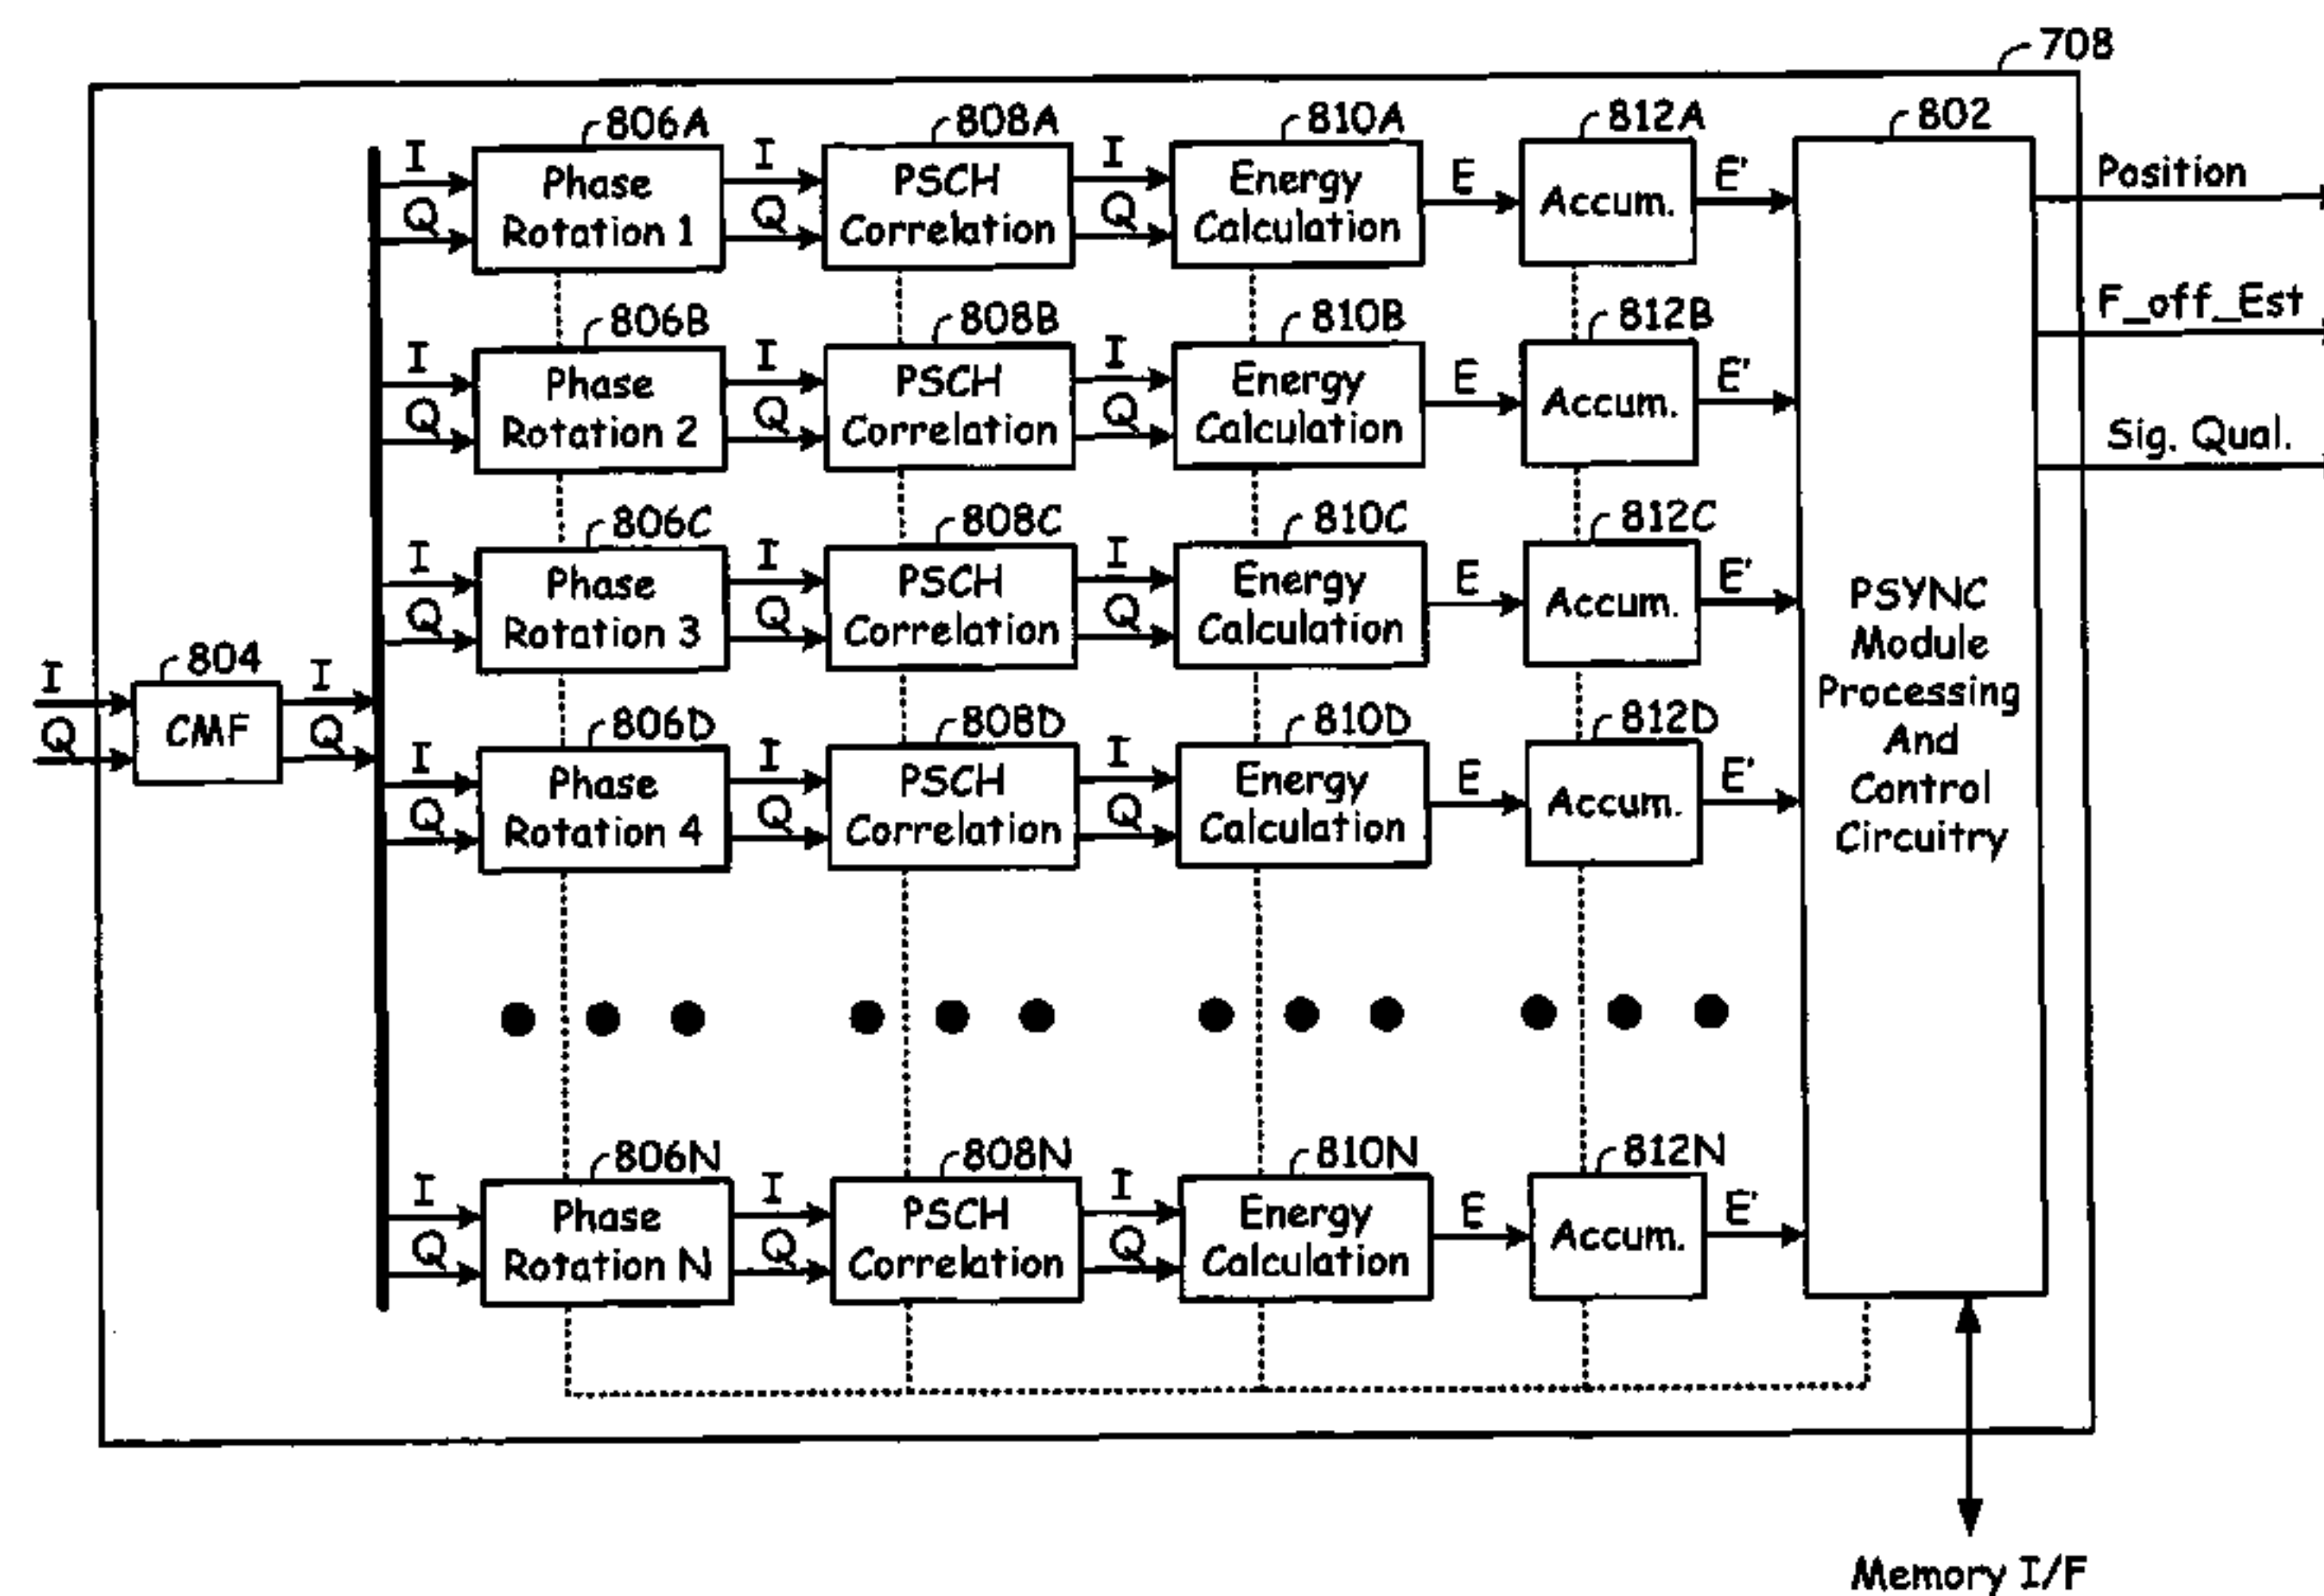 708
806A
808A
810A
812A
802
I
Q
Phase
Rotation 1
I
Q
PSCH
Correlation
I
Q
Energy
Calculation
E
Accum.
E'
Position
806B
808B
810B
812B
F_off_Est
I
Q
Phase
Rotation 2
I
Q
PSCH
Correlation
I
Q
Energy
Calculation
E
Accum.
E'
Sig. Qual.
806C
808C
810C
812C
I
Q
Phase
Rotation 3
I
Q
PSCH
Correlation
I
Q
Energy
Calculation
E
Accum.
E'
PSYNC
Module
Processing
And
Control
Circuitry
I
Q
804
CMF
I
Q
806D
808D
810D
812D
I
Q
Phase
Rotation 4
I
Q
PSCH
Correlation
I
Q
Energy
Calculation
E
Accum.
E'
806N
808N
810N
812N
I
Q
Phase
Rotation N
I
Q
PSCH
Correlation
I
Q
Energy
Calculation
E
Accum.
E'
Memory I/F